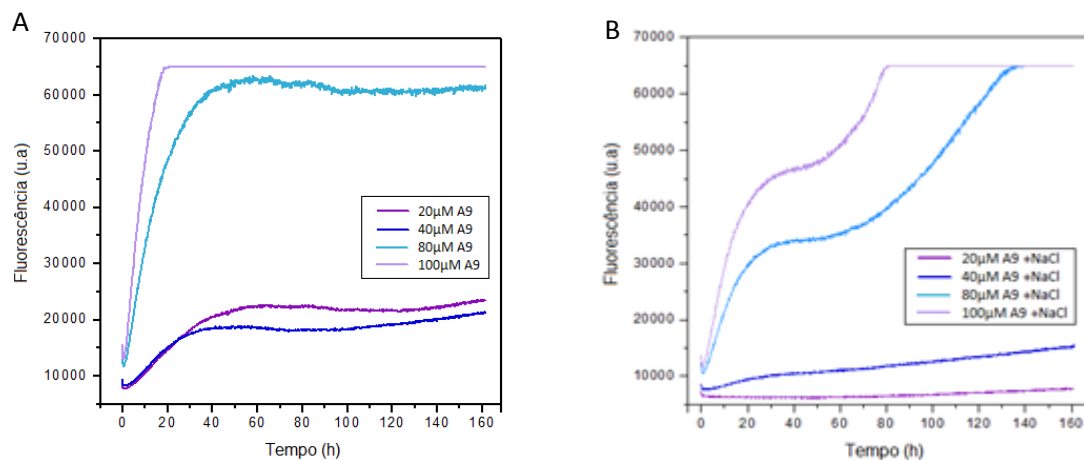 A
70000
60000
50000
40000
30000
20000
10000
Fluorescência (u.a)
0 20 40 60 80 100 120 140 160
Tempo (h)
20µM A9
40µM A9
80µM A9
100µM A9
B
70000
60000
50000
40000
30000
20000
10000
Fluorescência (u.a)
0 20 40 60 80 100 120 140 160
Tempo (h)
20µM A9 +NaCl
40µM A9 +NaCl
80µM A9 +NaCl
100µM A9 +NaCl